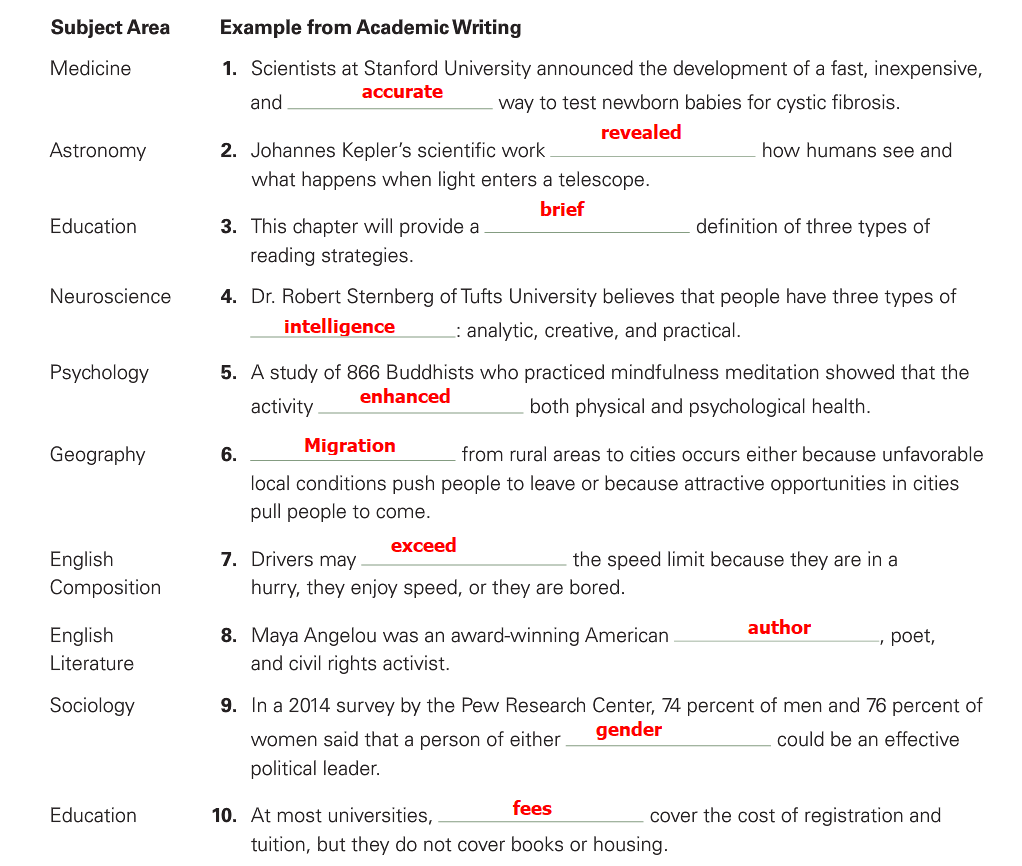 Subject Area Example from Academic Writing
Medicine 1. Scientists at Stanford University announced the development of a fast, inexpensive,
and accurate way to test newborn babies for cystic fibrosis.
Astronomy 2. Johannes Kepler’s scientific work revealed how humans see and
what happens when light enters a telescope.
Education 3. This chapter will provide a brief definition of three types of
reading strategies.
Neuroscience 4. Dr. Robert Sternberg of Tufts University believes that people have three types of
intelligence : analytic, creative, and practical.
Psychology 5. A study of 866 Buddhists who practiced mindfulness meditation showed that the
activity enhanced both physical and psychological health.
Geography 6. Migration from rural areas to cities occurs either because unfavorable
local conditions push people to leave or because attractive opportunities in cities
pull people to come.
English 7. Drivers may exceed the speed limit because they are in a
Composition hurry, they enjoy speed, or they are bored.
English 8. Maya Angelou was an award-winning American author , poet,
Literature and civil rights activist.
Sociology 9. In a 2014 survey by the Pew Research Center, 74 percent of men and 76 percent of
women said that a person of either gender could be an effective
political leader.
Education 10. At most universities, fees cover the cost of registration and
tuition, but they do not cover books or housing.